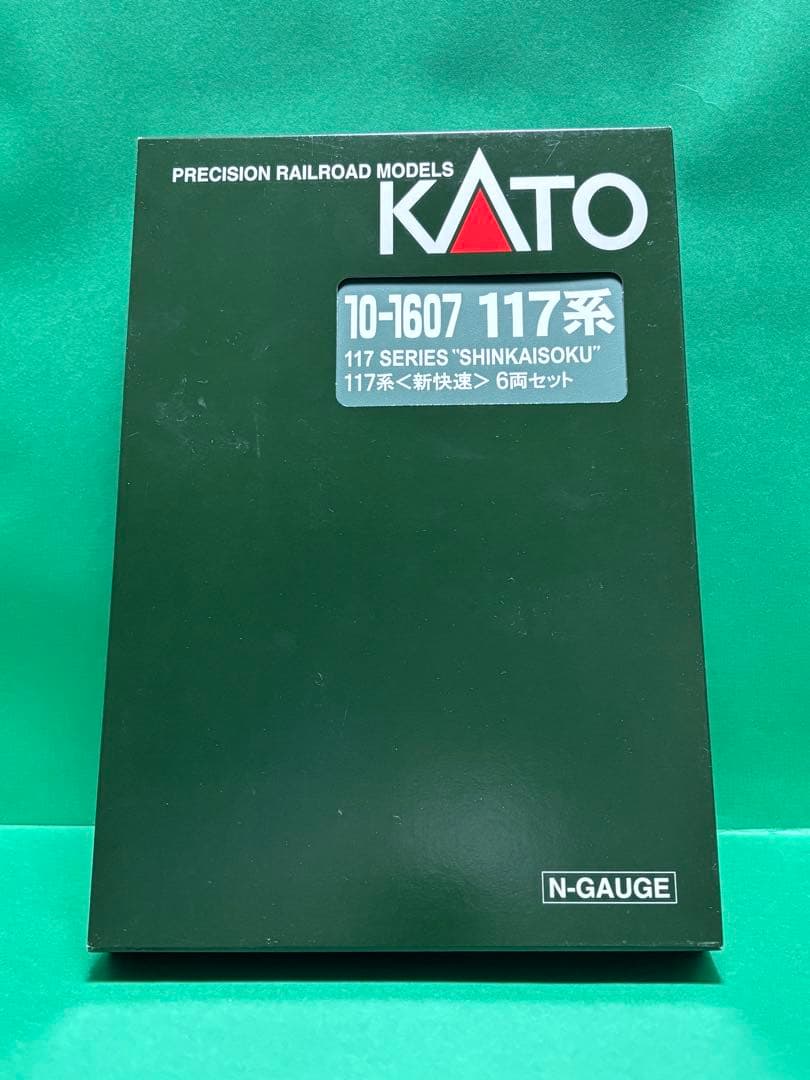 PRECISION RAILROAD MODELS
KATO
10-1607 117系
117 SERIES "SHINKAISOKU"
117系<新快速> 6両セット
N-GAUGE